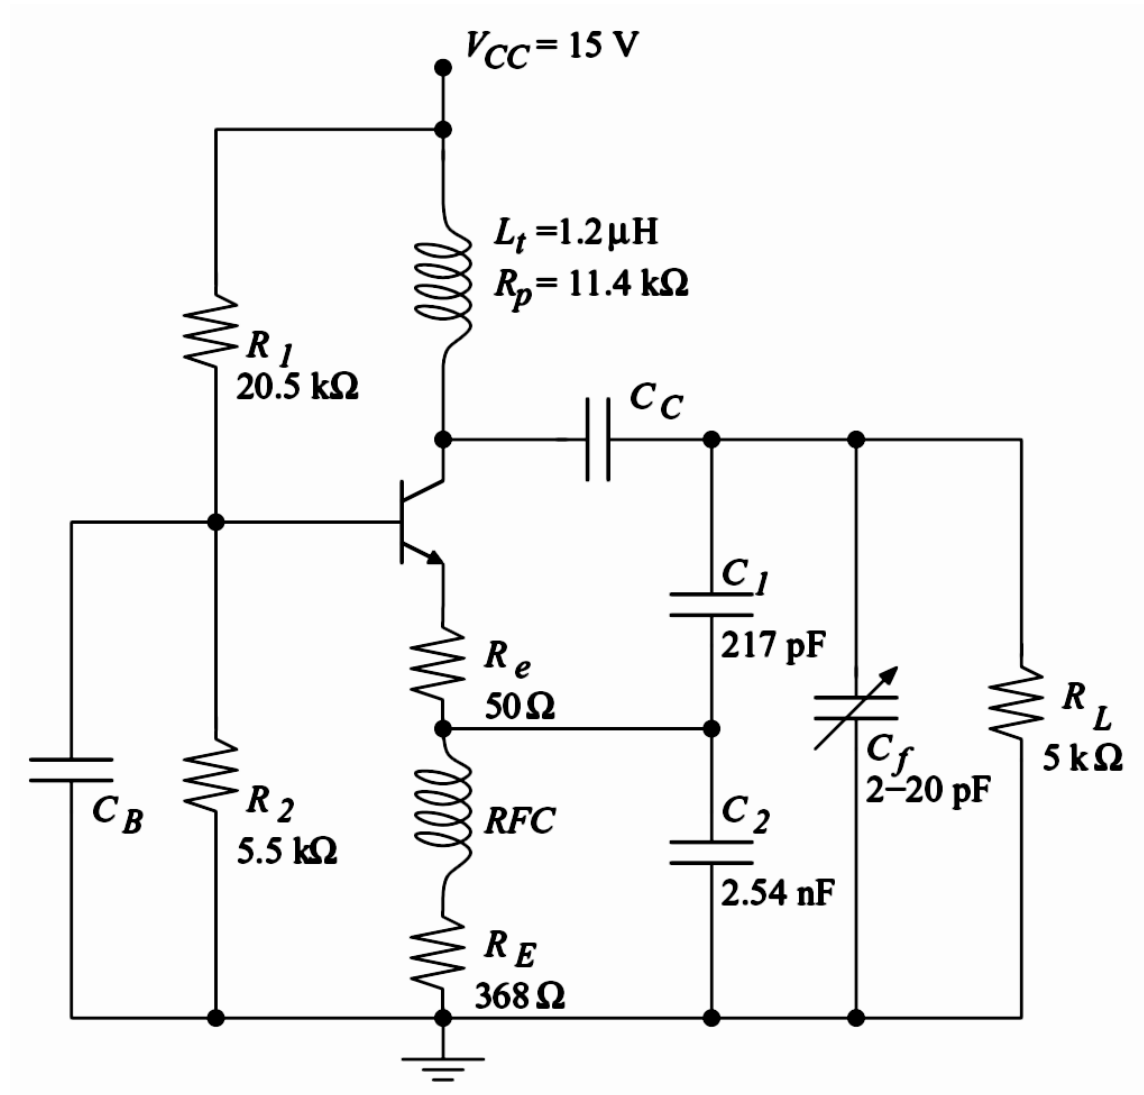 V_CC = 15 V
L_t =1.2 μH
R_p = 11.4 kΩ
R_1
20.5 kΩ
C_C
C_1
217 pF
R_e
50 Ω
R_L
5 kΩ
C_f
2–20 pF
C_B
R_2
5.5 kΩ
RFC
C_2
2.54 nF
R_E
368 Ω